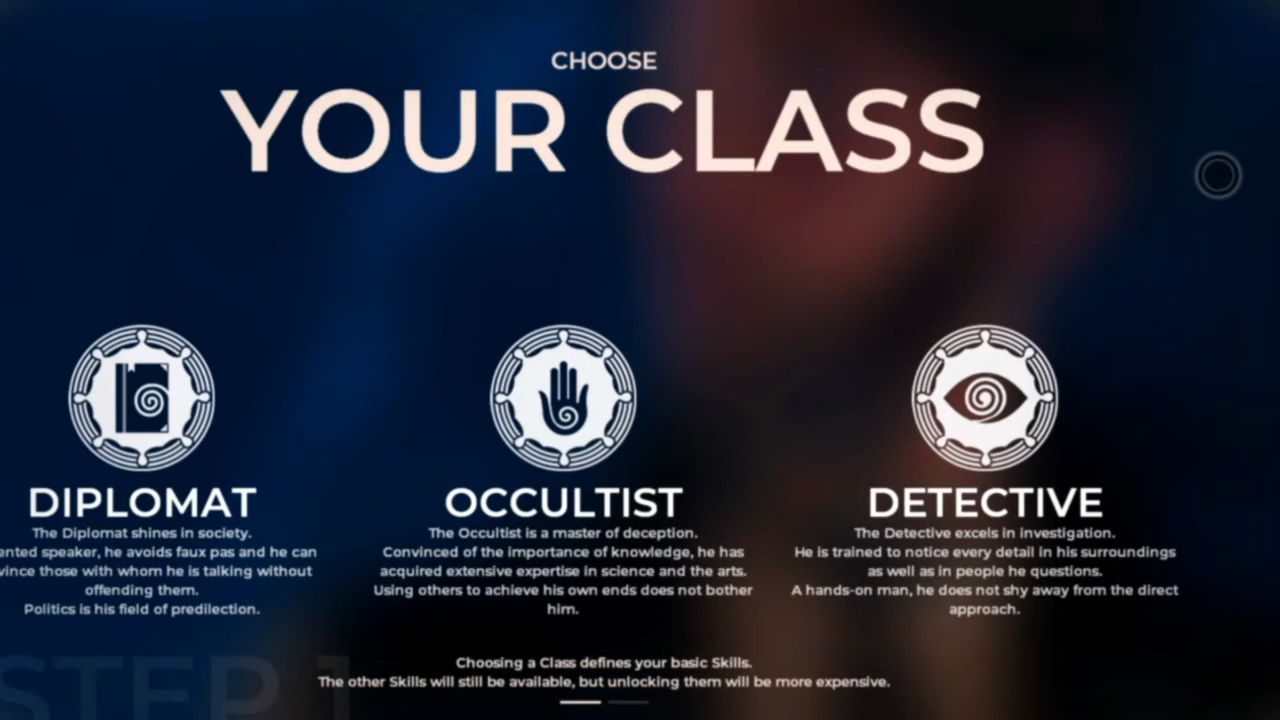 CHOOSE
YOUR CLASS
DIPLOMAT
The Diplomat shines in society.
ented speaker, he avoids faux pas and he can
vince those with whom he is talking without
offending them.
Politics is his field of predilection.
OCCULTIST
The Occultist is a master of deception.
Convinced of the importance of knowledge, he has
acquired extensive expertise in science and the arts.
Using others to achieve his own ends does not bother
him.
DETECTIVE
The Detective excels in investigation.
He is trained to notice every detail in his surroundings
as well as in people he questions.
A hands-on man, he does not shy away from the direct
approach.
Choosing a Class defines your basic Skills.
The other Skills will still be available, but unlocking them will be more expensive.
STEP 1